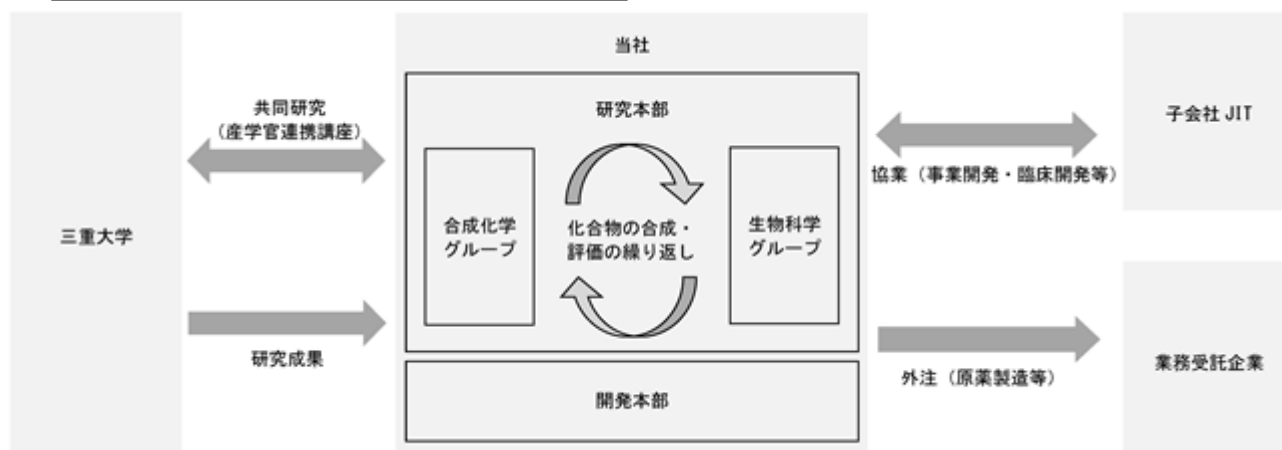 当社
共同研究
（産学官連携講座）
研究本部
子会社 JIT
協業（事業開発・臨床開発等）
三重大学
合成化学
グループ
化合物の合成・
評価の繰り返し
生物科学
グループ
研究成果
外注（原薬製造等）
業務受託企業
開発本部